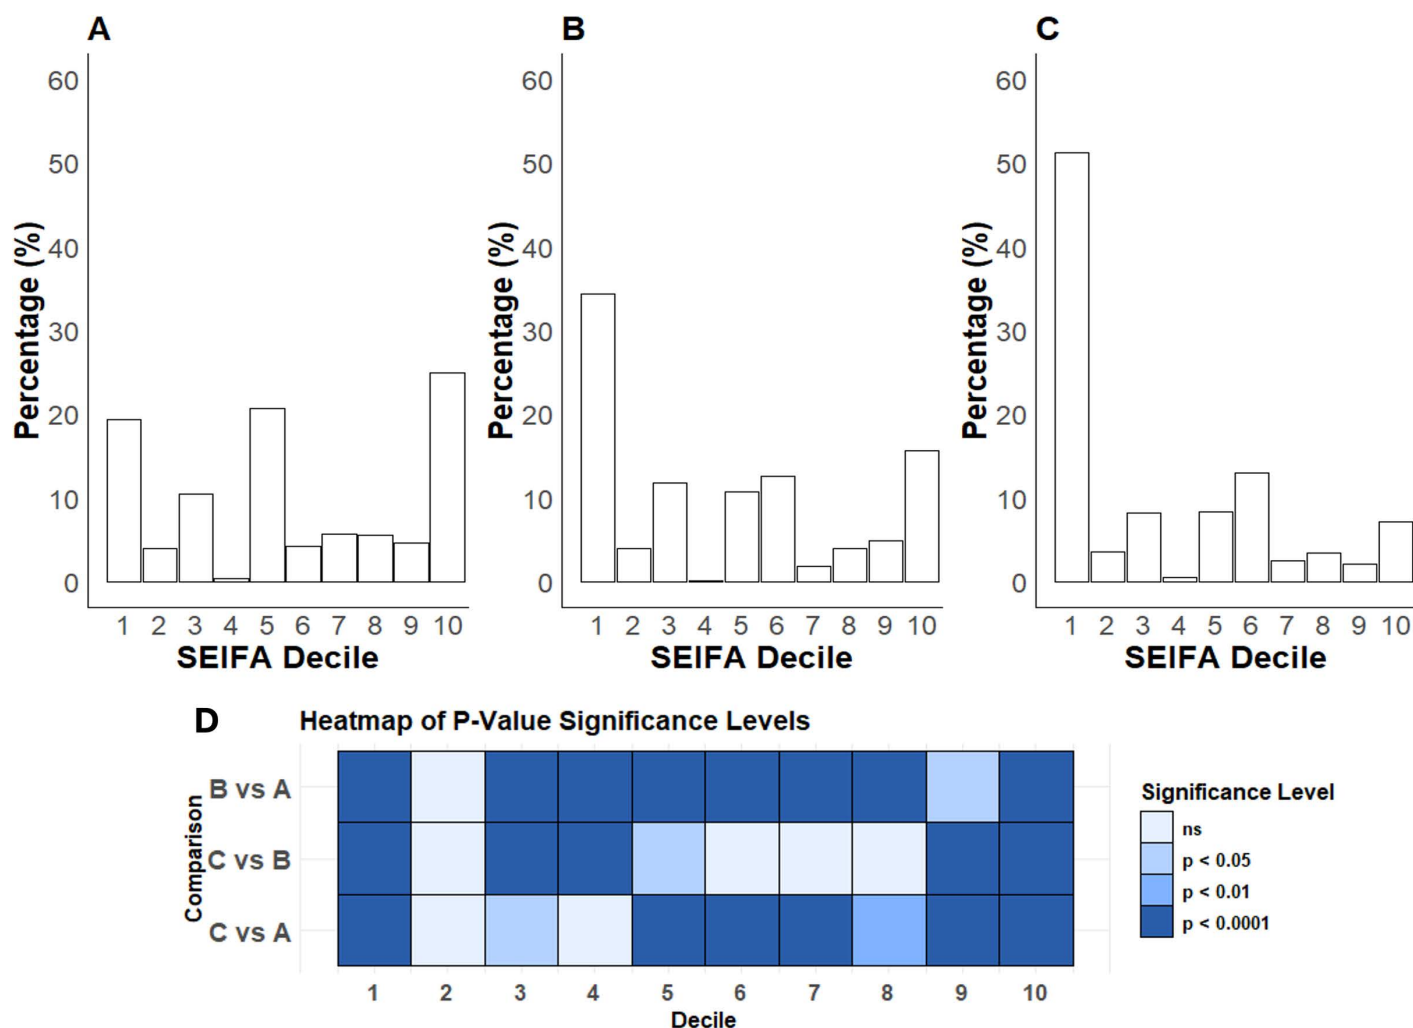 A
Percentage (%)
60
50
40
30
20
10
0
1 2 3 4 5 6 7 8 9 10
SEIFA Decile
B
Percentage (%)
60
50
40
30
20
10
0
1 2 3 4 5 6 7 8 9 10
SEIFA Decile
C
Percentage (%)
60
50
40
30
20
10
0
1 2 3 4 5 6 7 8 9 10
SEIFA Decile
D
Heatmap of P-Value Significance Levels
Comparison
B vs A
C vs B
C vs A
1 2 3 4 5 6 7 8 9 10
Decile
Significance Level
ns
p < 0.05
p < 0.01
p < 0.0001